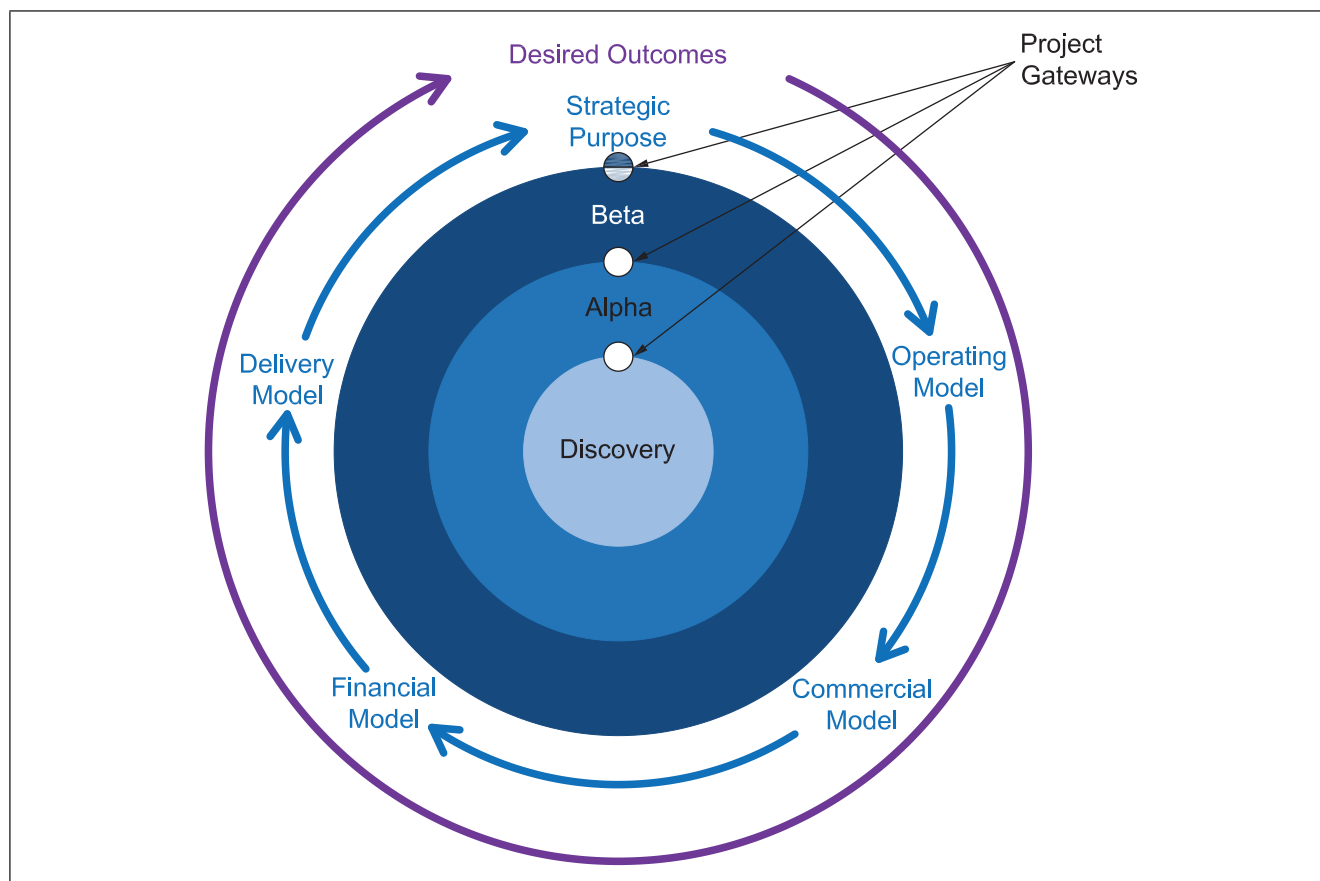 Desired Outcomes
Project
Gateways
Strategic
Purpose
Beta
Alpha
Delivery
Model
Operating
Model
Discovery
Financial
Model
Commercial
Model